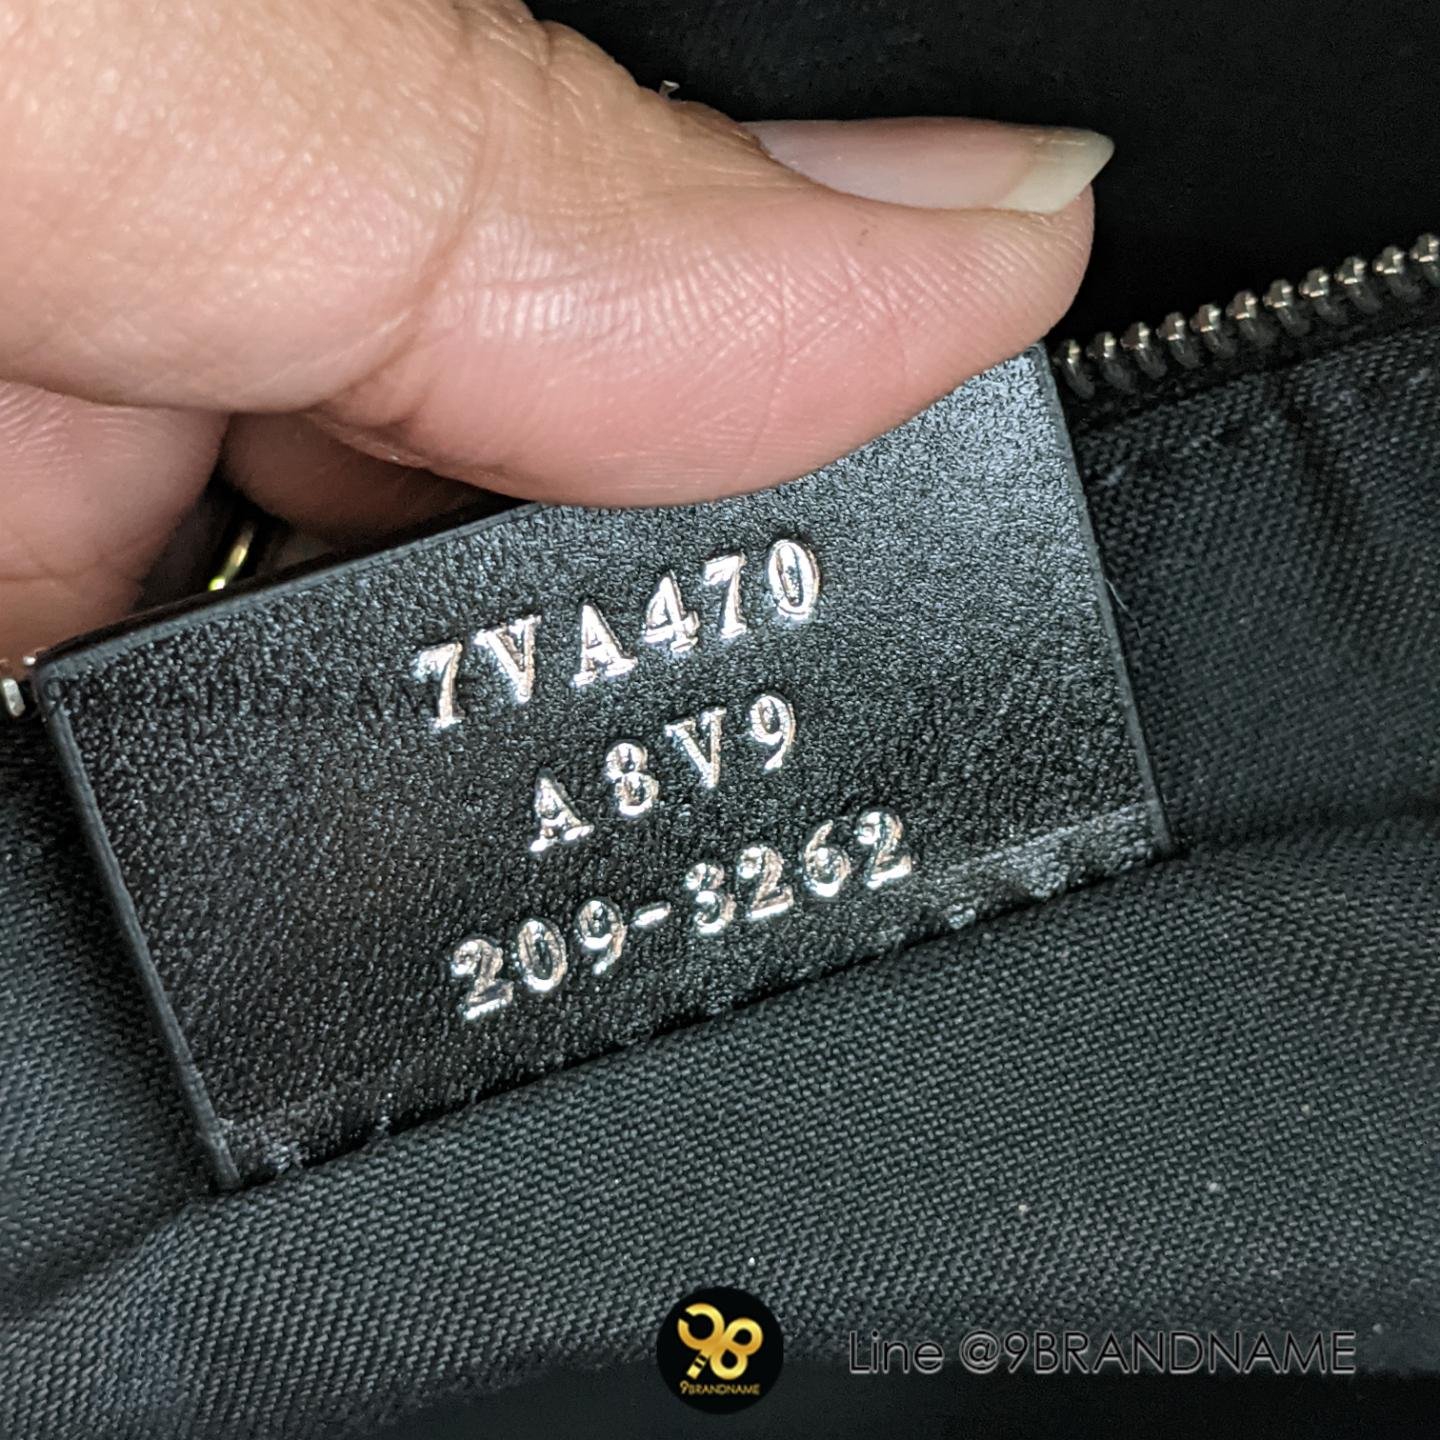 7VA470
A8V9
209-3262
98
9BRANDNAME
Line @9BRANDNAME